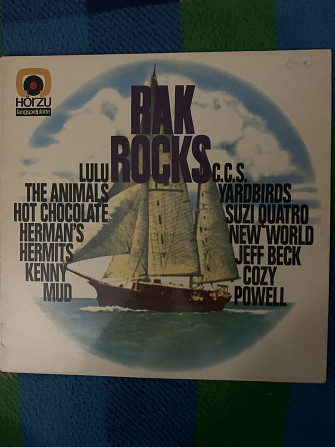 HÖRZU
langspielplatte
RAK
ROCKS
LULU
THE ANIMALS
HOT CHOCOLATE
HERMAN'S
HERMITS
KENNY
MUD
C.C.S.
YARDBIRDS
SUZI QUATRO
NEW WORLD
JEFF BECK
COZY
POWELL